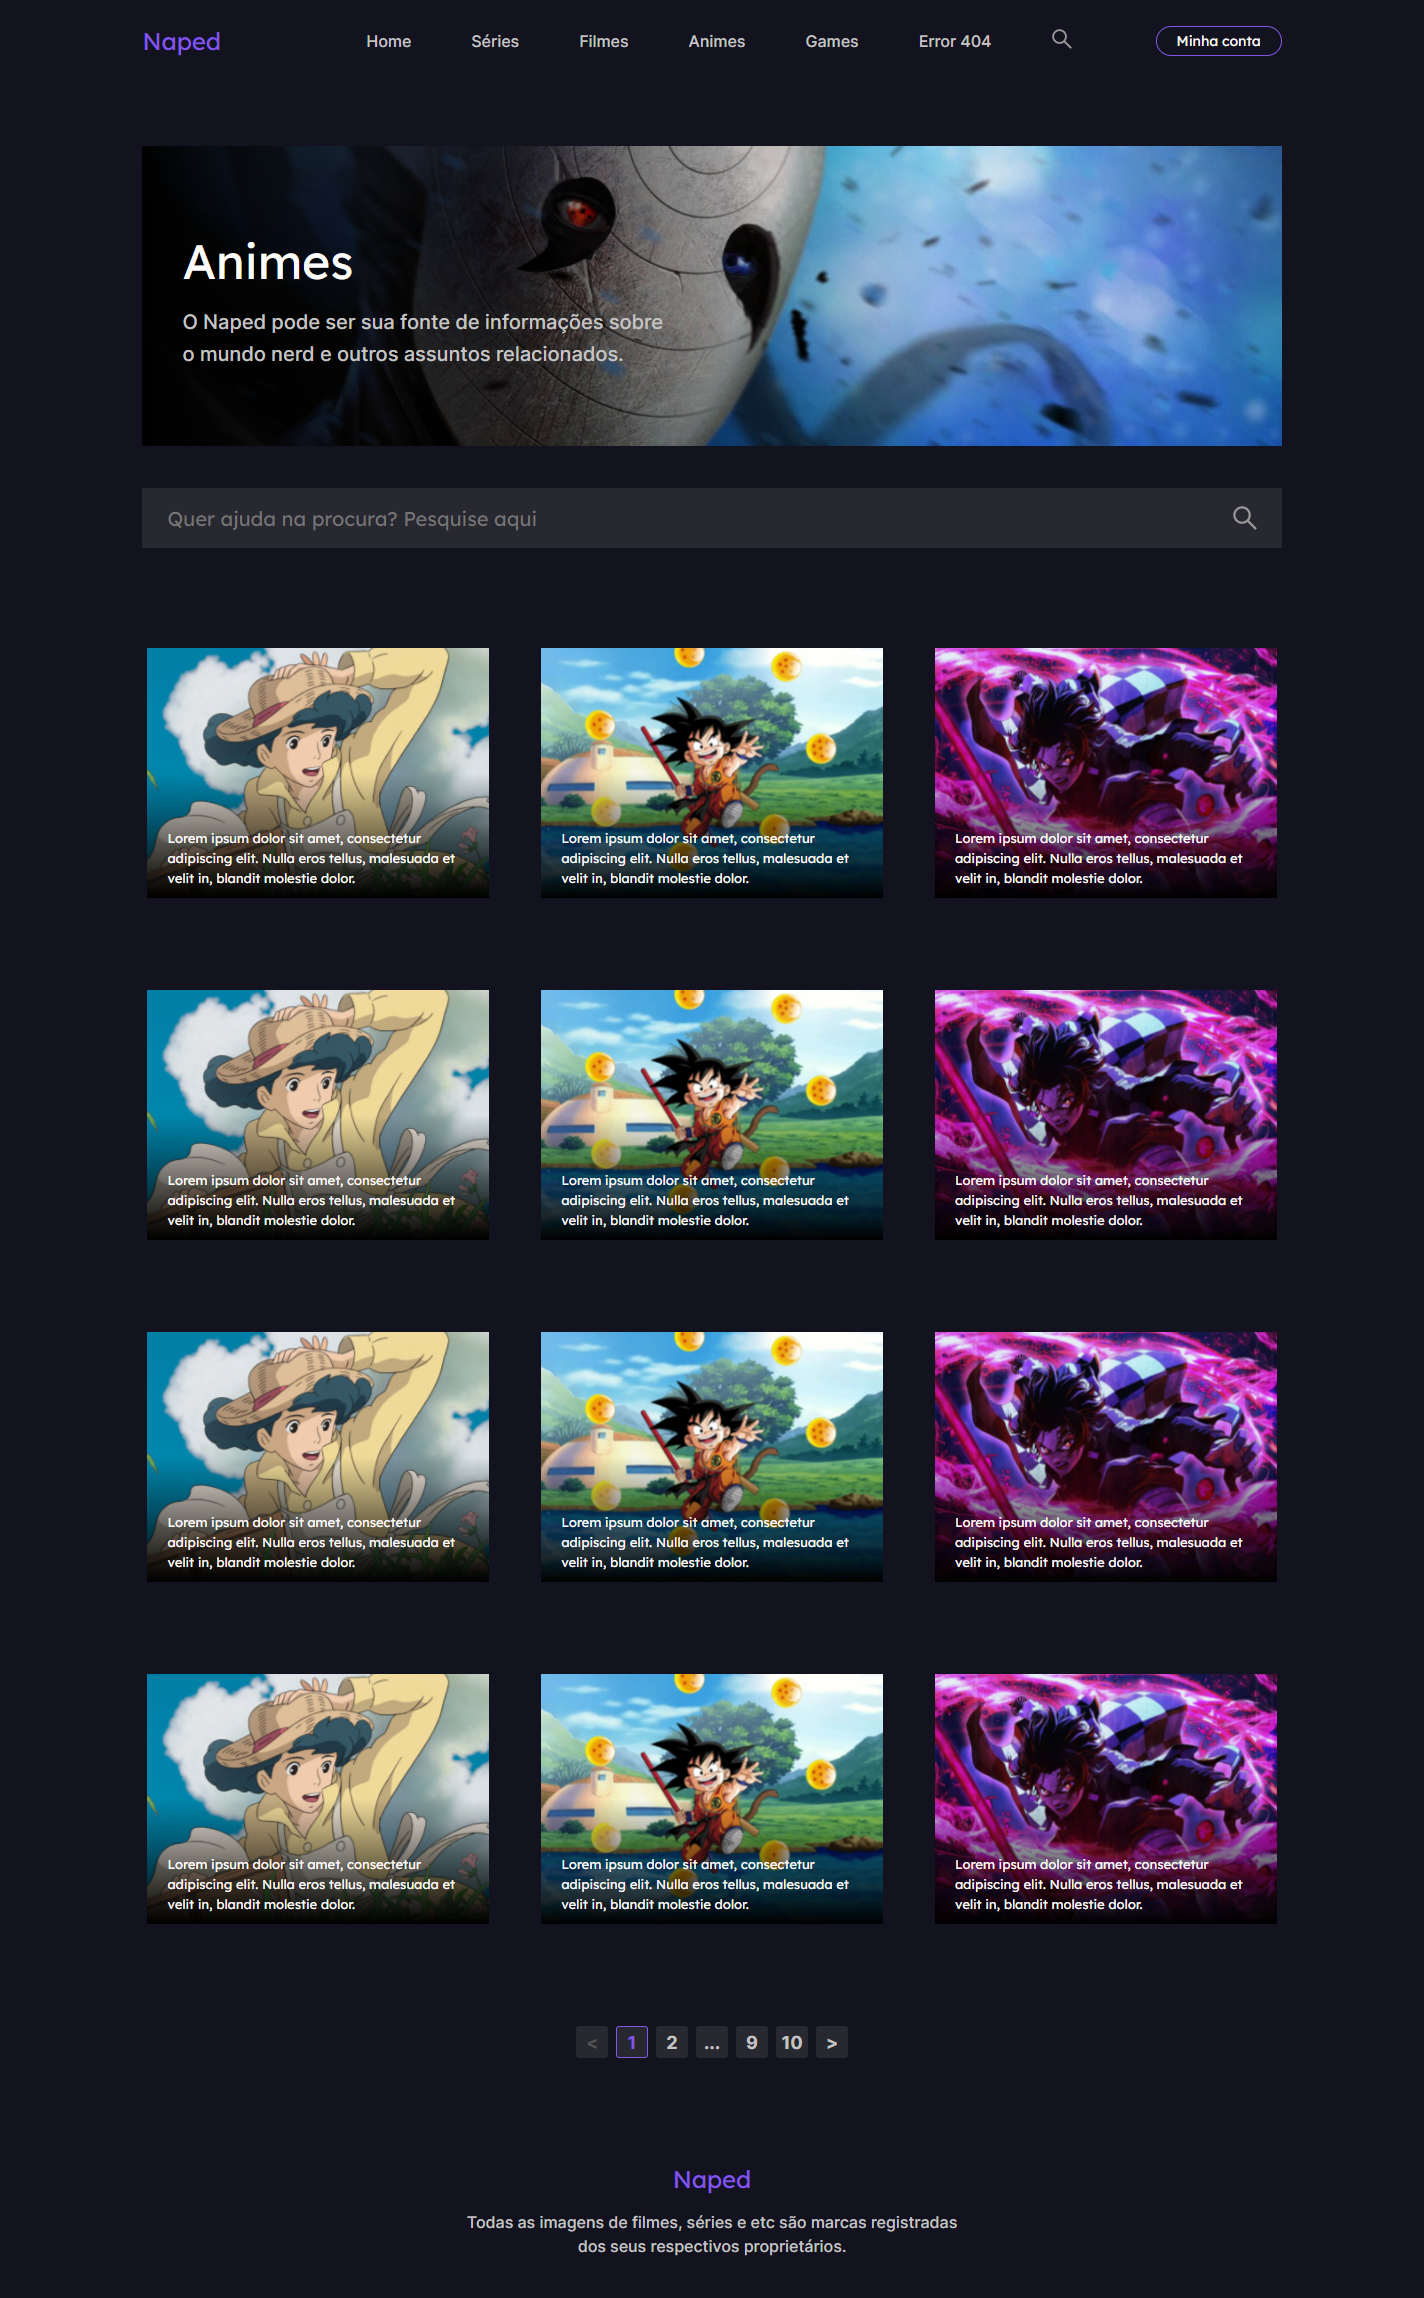 Naped
Home
Séries
Filmes
Animes
Games
Error 404
Minha conta
Animes
O Naped pode ser sua fonte de informações sobre
o mundo nerd e outros assuntos relacionados.
Quer ajuda na procura? Pesquise aqui
Lorem ipsum dolor sit amet, consectetur
adipiscing elit. Nulla eros tellus, malesuada et
velit in, blandit molestie dolor.
Lorem ipsum dolor sit amet, consectetur
adipiscing elit. Nulla eros tellus, malesuada et
velit in, blandit molestie dolor.
Lorem ipsum dolor sit amet, consectetur
adipiscing elit. Nulla eros tellus, malesuada et
velit in, blandit molestie dolor.
Lorem ipsum dolor sit amet, consectetur
adipiscing elit. Nulla eros tellus, malesuada et
velit in, blandit molestie dolor.
Lorem ipsum dolor sit amet, consectetur
adipiscing elit. Nulla eros tellus, malesuada et
velit in, blandit molestie dolor.
Lorem ipsum dolor sit amet, consectetur
adipiscing elit. Nulla eros tellus, malesuada et
velit in, blandit molestie dolor.
Lorem ipsum dolor sit amet, consectetur
adipiscing elit. Nulla eros tellus, malesuada et
velit in, blandit molestie dolor.
Lorem ipsum dolor sit amet, consectetur
adipiscing elit. Nulla eros tellus, malesuada et
velit in, blandit molestie dolor.
Lorem ipsum dolor sit amet, consectetur
adipiscing elit. Nulla eros tellus, malesuada et
velit in, blandit molestie dolor.
Lorem ipsum dolor sit amet, consectetur
adipiscing elit. Nulla eros tellus, malesuada et
velit in, blandit molestie dolor.
Lorem ipsum dolor sit amet, consectetur
adipiscing elit. Nulla eros tellus, malesuada et
velit in, blandit molestie dolor.
Lorem ipsum dolor sit amet, consectetur
adipiscing elit. Nulla eros tellus, malesuada et
velit in, blandit molestie dolor.
< 1 2 ... 9 10 >
Naped
Todas as imagens de filmes, séries e etc são marcas registradas
dos seus respectivos proprietários.